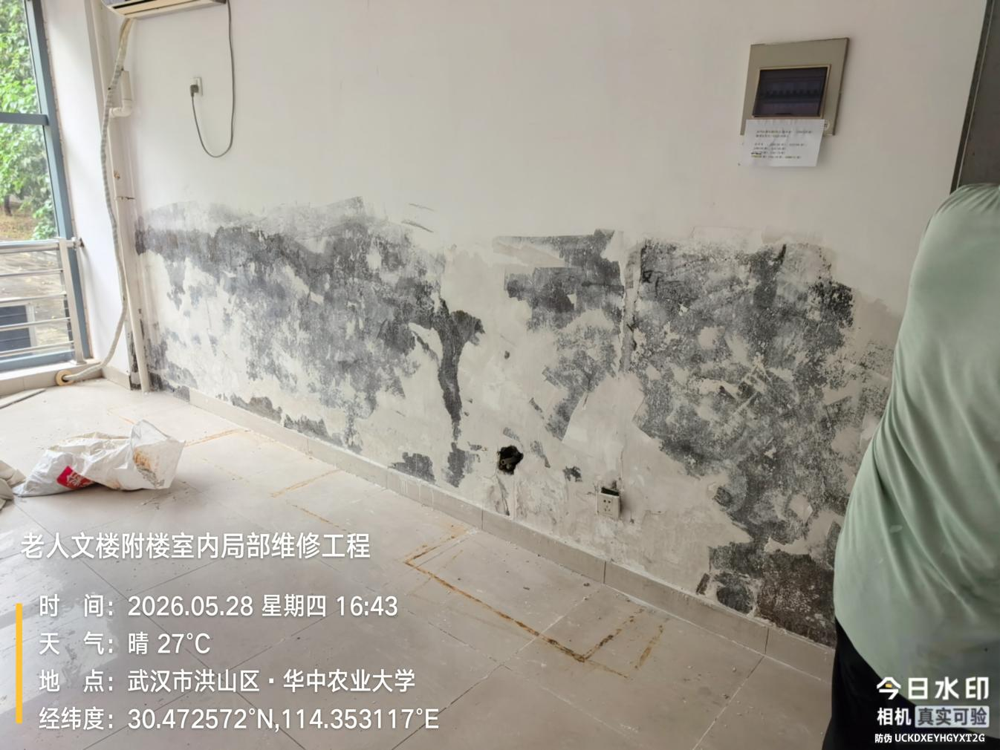 老人文楼附楼室内局部维修工程
时 间：2026.05.28 星期四 16:43
天 气：晴 27°C
地 点：武汉市洪山区·华中农业大学
经纬度：30.472572°N,114.353117°E
今日水印
相机 真实可验
防伪 UCKDXEYHGYXT2G